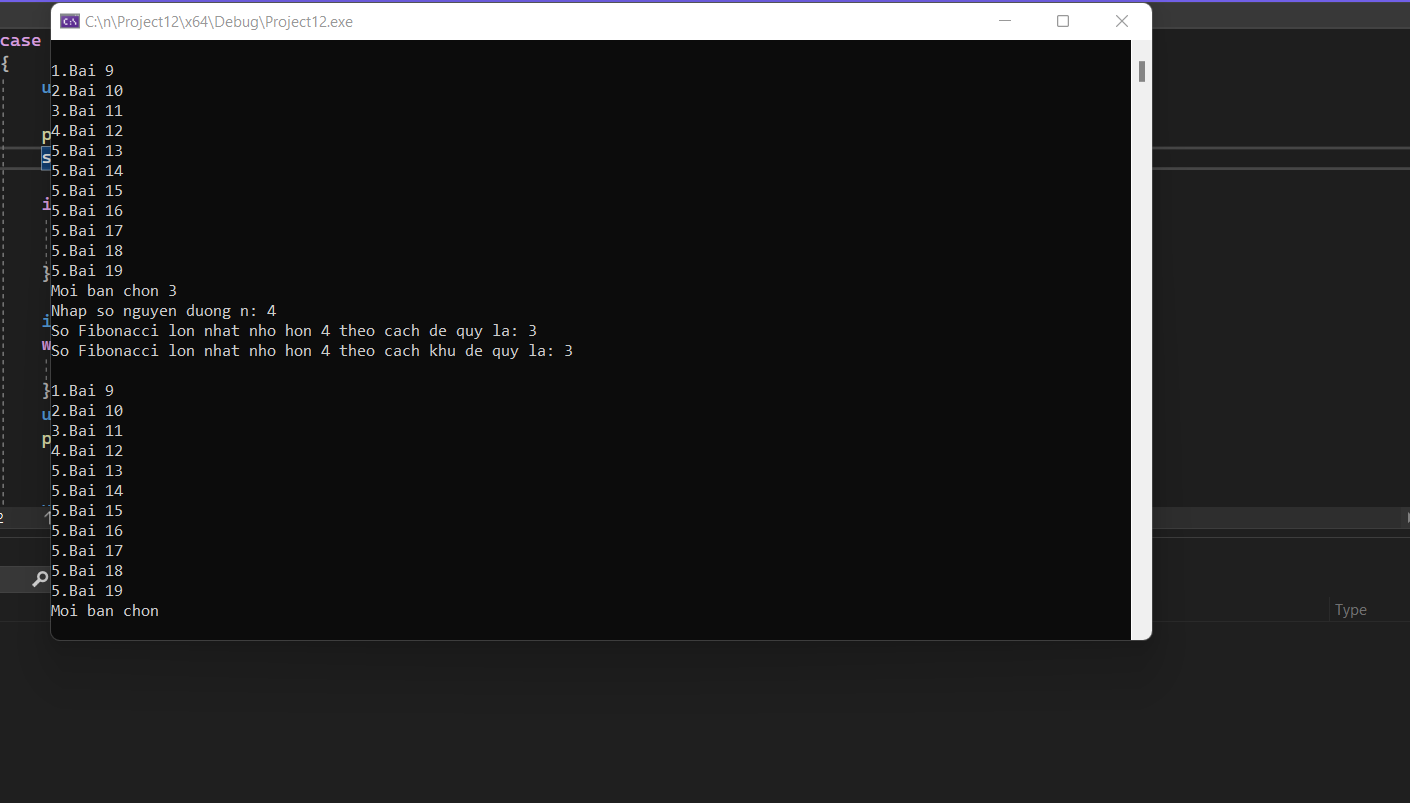 C:\n\Project12\x64\Debug\Project12.exe
case
{
u
p
s
i
}
i
w
}
u
p
1.Bai 9
2.Bai 10
3.Bai 11
4.Bai 12
5.Bai 13
5.Bai 14
5.Bai 15
5.Bai 16
5.Bai 17
5.Bai 18
5.Bai 19
Moi ban chon 3
Nhap so nguyen duong n: 4
So Fibonacci lon nhat nho hon 4 theo cach de quy la: 3
So Fibonacci lon nhat nho hon 4 theo cach khu de quy la: 3
1.Bai 9
2.Bai 10
3.Bai 11
4.Bai 12
5.Bai 13
5.Bai 14
5.Bai 15
5.Bai 16
5.Bai 17
5.Bai 18
5.Bai 19
Moi ban chon
Type